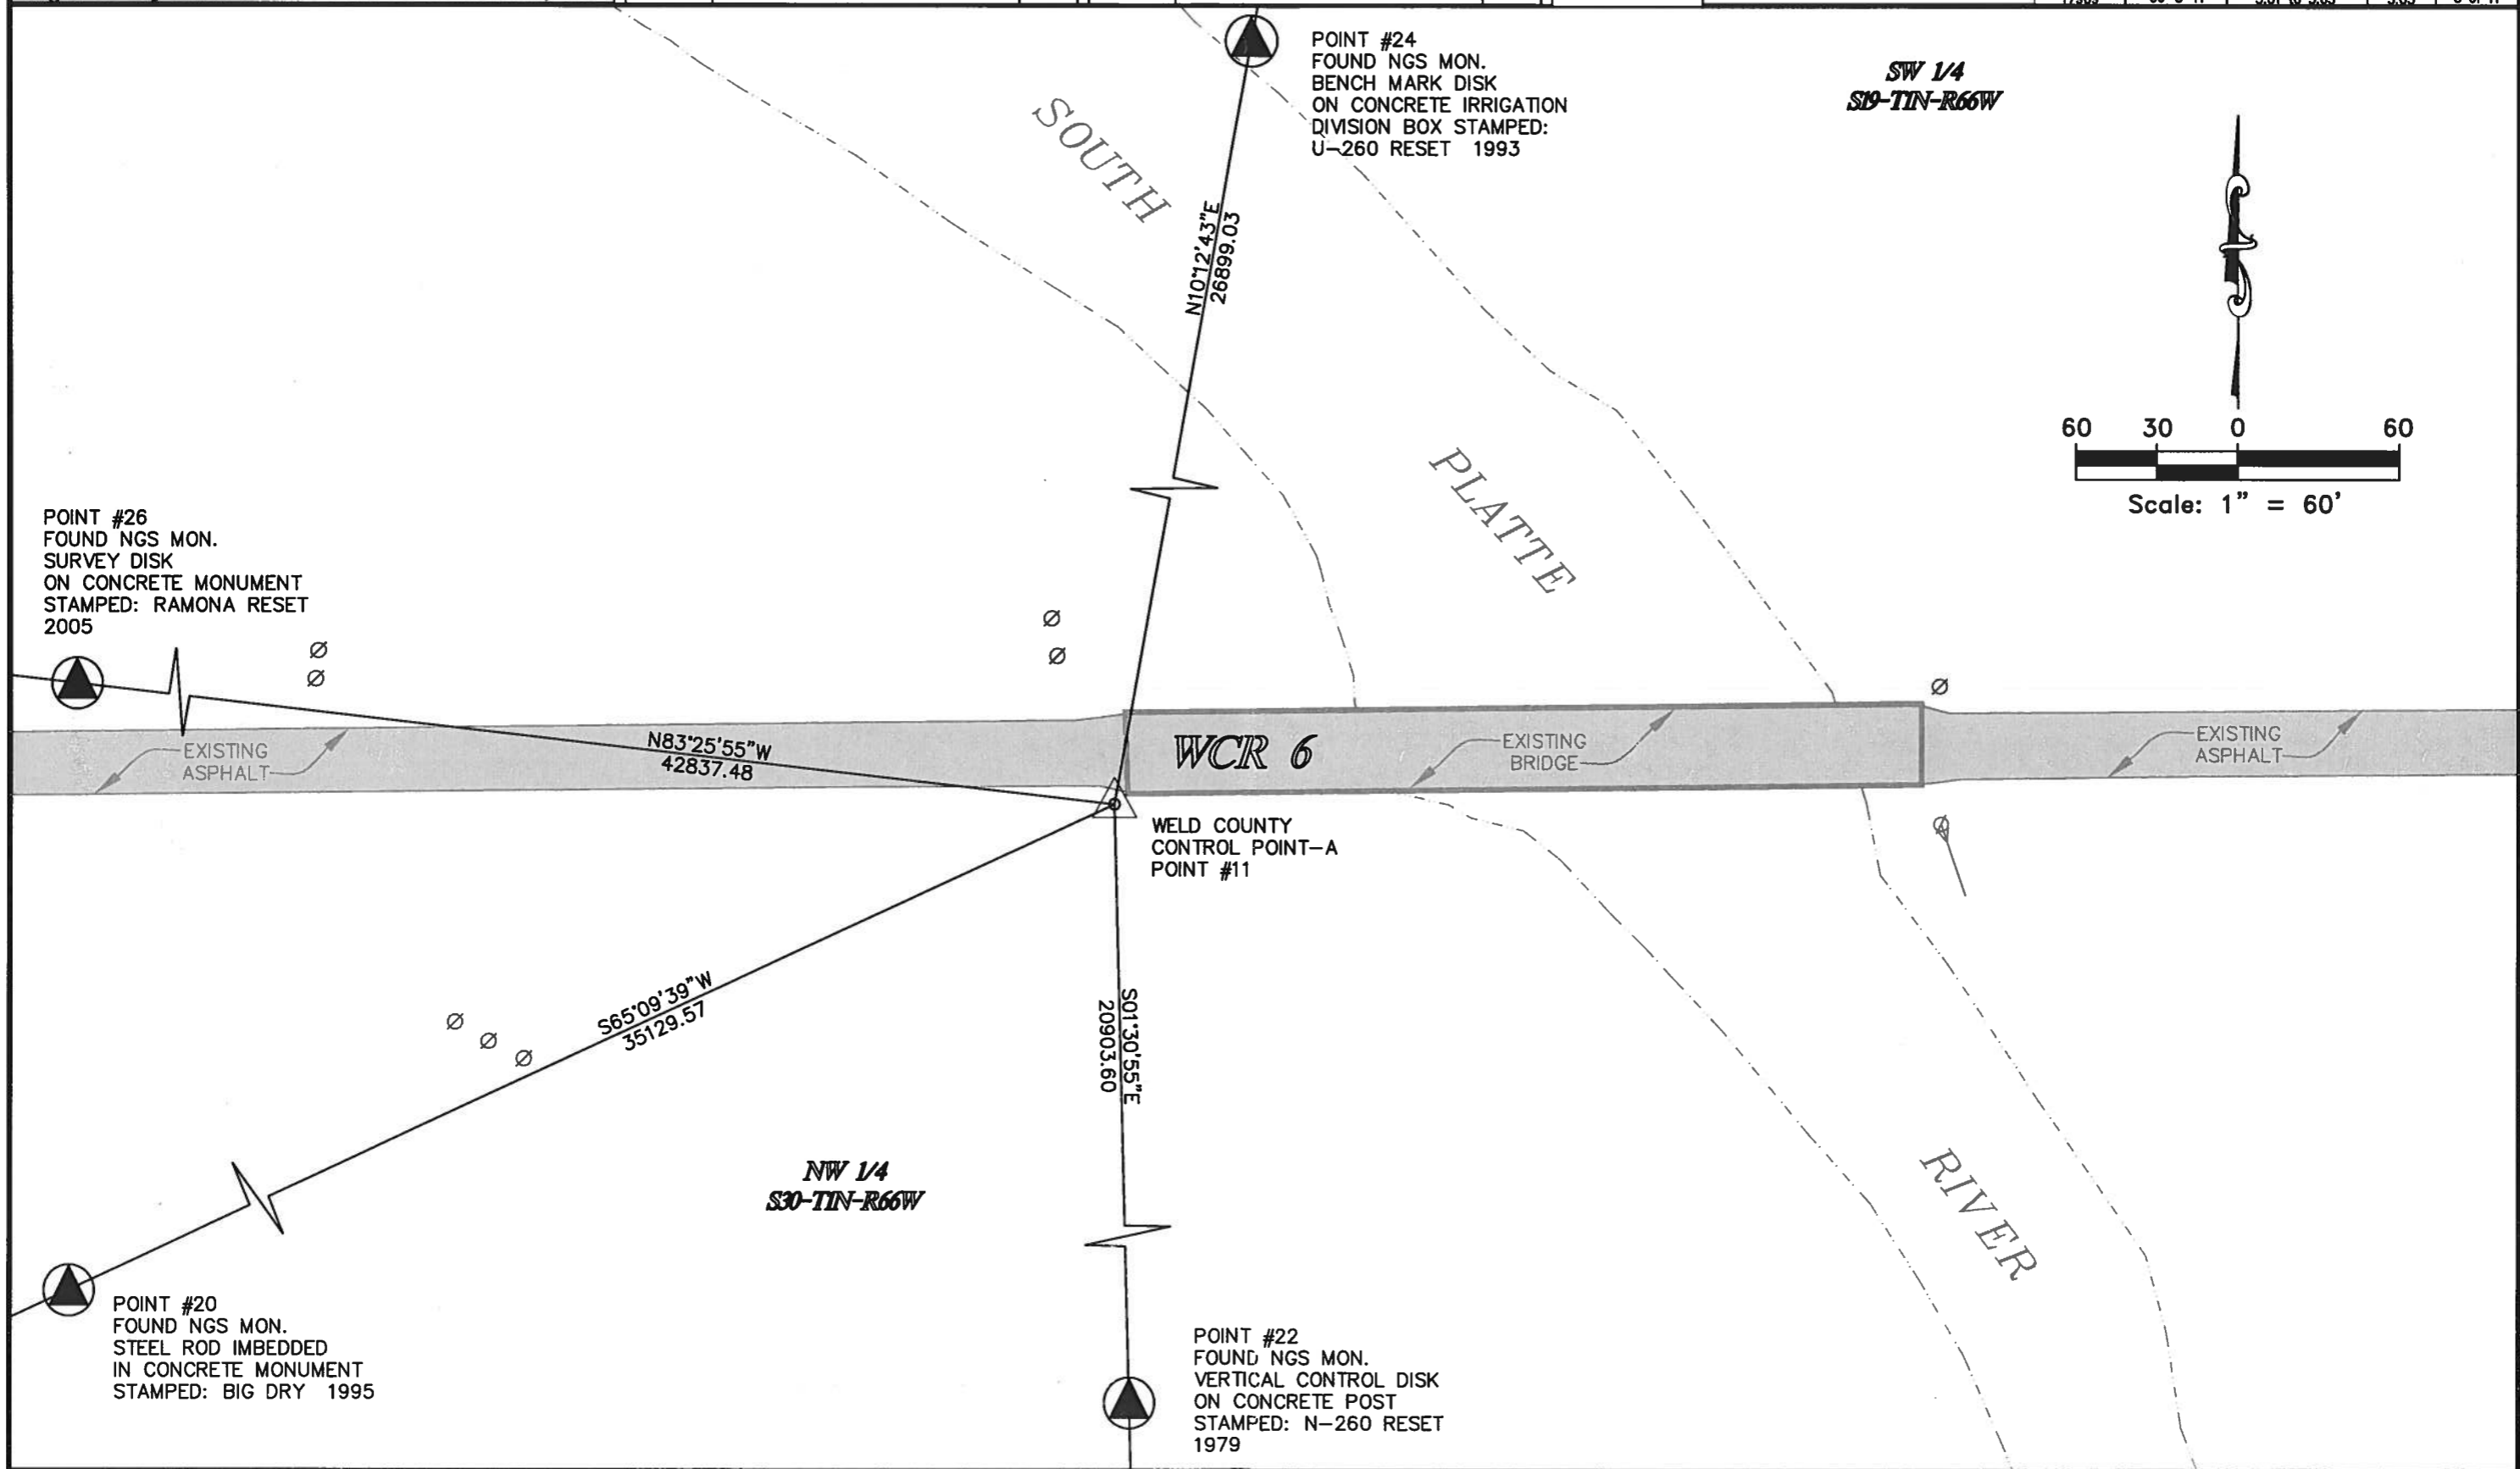 POINT #24
FOUND NGS MON.
BENCH MARK DISK
ON CONCRETE IRRIGATION
DIVISION BOX STAMPED:
U-260 RESET 1993
SW 1/4
S19-T1N-R66W
SOUTH
N10°12'43"E
26899.03
60 30 0 60
Scale: 1" = 60'
PLATTE
POINT #26
FOUND NGS MON.
SURVEY DISK
ON CONCRETE MONUMENT
STAMPED: RAMONA RESET
2005
EXISTING
ASPHALT
N83°25'55"W
42837.48
WCR 6
EXISTING
BRIDGE
EXISTING
ASPHALT
WELD COUNTY
CONTROL POINT-A
POINT #11
S65°09'39"W
35129.57
S01°30'55"E
20903.60
NW 1/4
S30-T1N-R66W
RIVER
POINT #20
FOUND NGS MON.
STEEL ROD IMBEDDED
IN CONCRETE MONUMENT
STAMPED: BIG DRY 1995
POINT #22
FOUND NGS MON.
VERTICAL CONTROL DISK
ON CONCRETE POST
STAMPED: N-260 RESET
1979